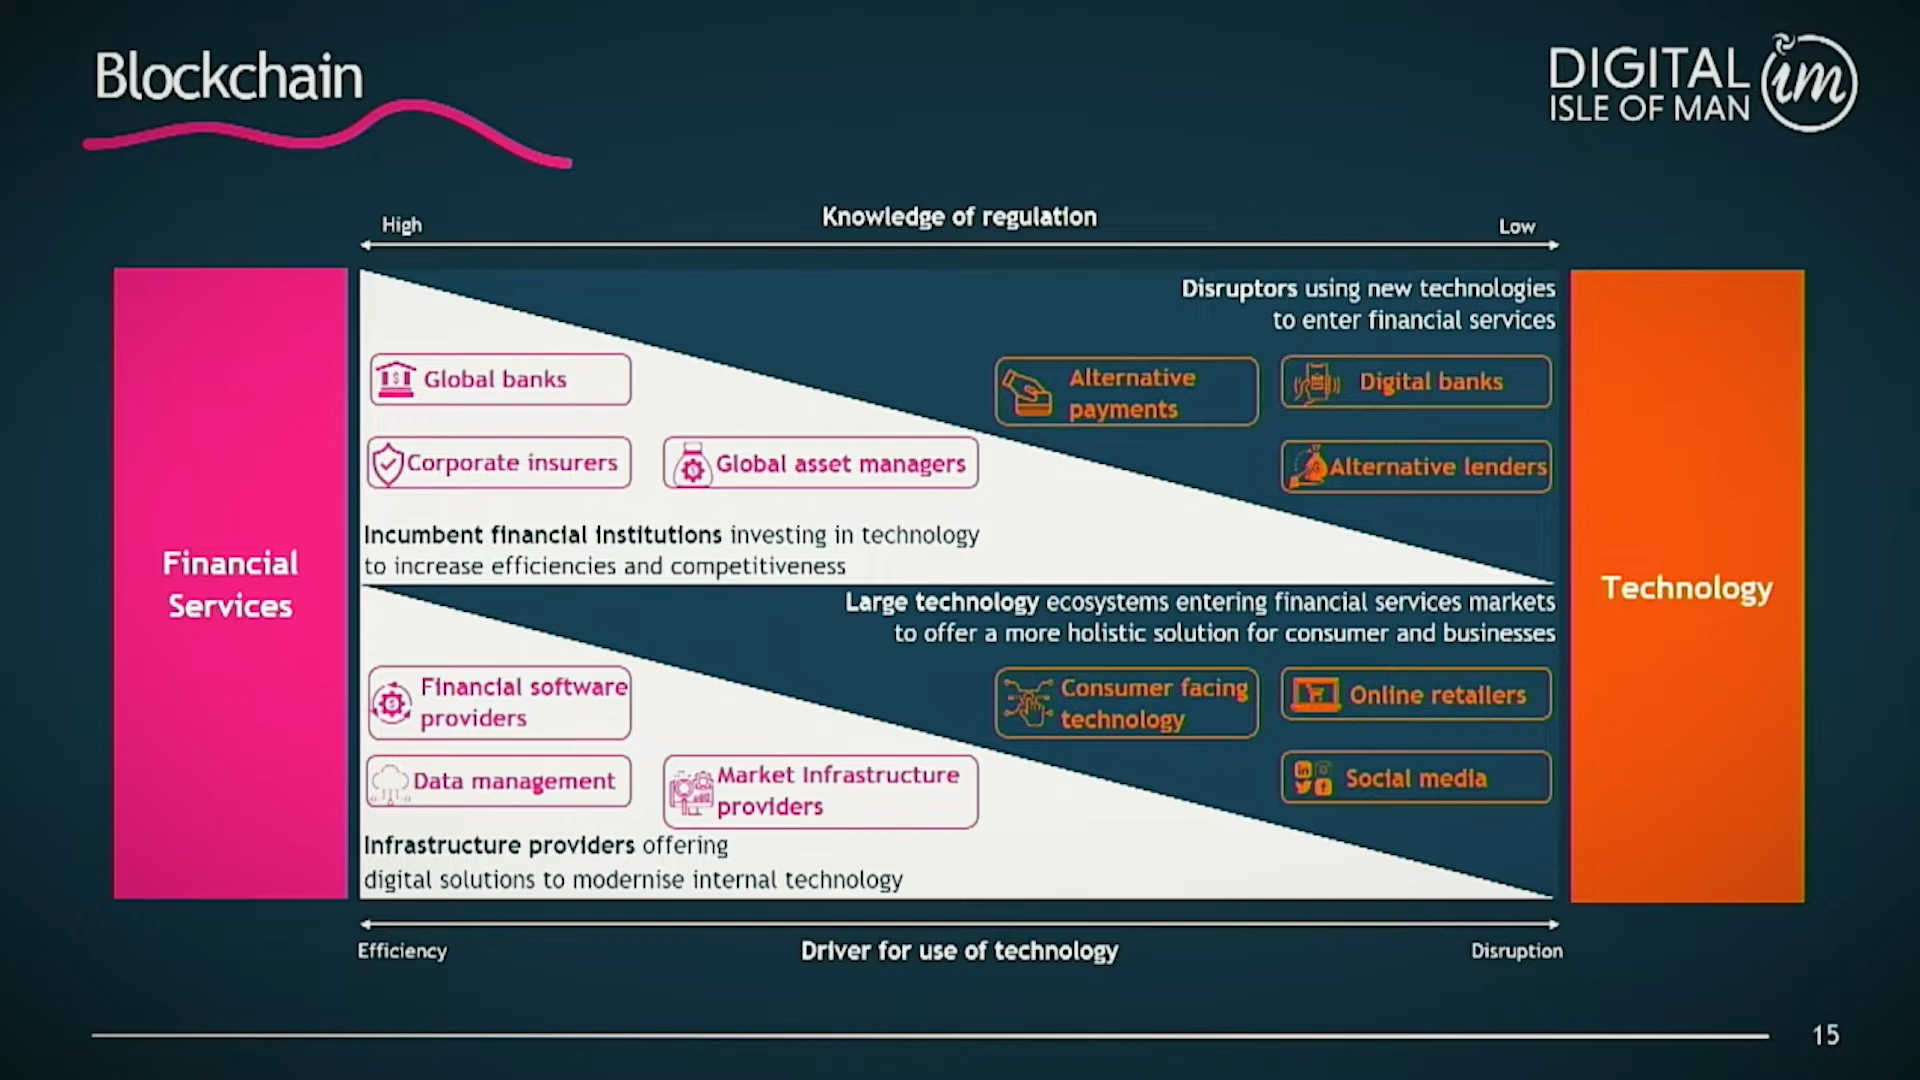 Blockchain
DIGITAL
ISLE OF MAN
im
Knowledge of regulation
High
Low
Disruptors using new technologies
to enter financial services
Global banks
Alternative
payments
Digital banks
Corporate insurers
Global asset managers
Alternative lenders
Incumbent financial institutions investing in technology
to increase efficiencies and competitiveness
Financial
Services
Technology
Large technology ecosystems entering financial services markets
to offer a more holistic solution for consumer and businesses
Financial software
providers
Consumer facing
technology
Online retailers
Data management
Market Infrastructure
providers
Social media
Infrastructure providers offering
digital solutions to modernise internal technology
Efficiency
Driver for use of technology
Disruption
15